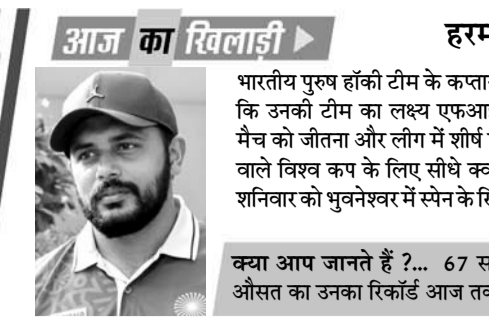 आज का खिलाड़ी
हरम
भारतीय पुरुष हॉकी टीम के कप्ता
कि उनकी टीम का लक्ष्य एफआ
मैच को जीतना और लीग में शीर्ष
वाले विश्व कप के लिए सीधे क्व
शनिवार को भुवनेश्वर में स्पेन के खि
क्या आप जानते हैं ?... 67 स
औसत का उनका रिकॉर्ड आज तक